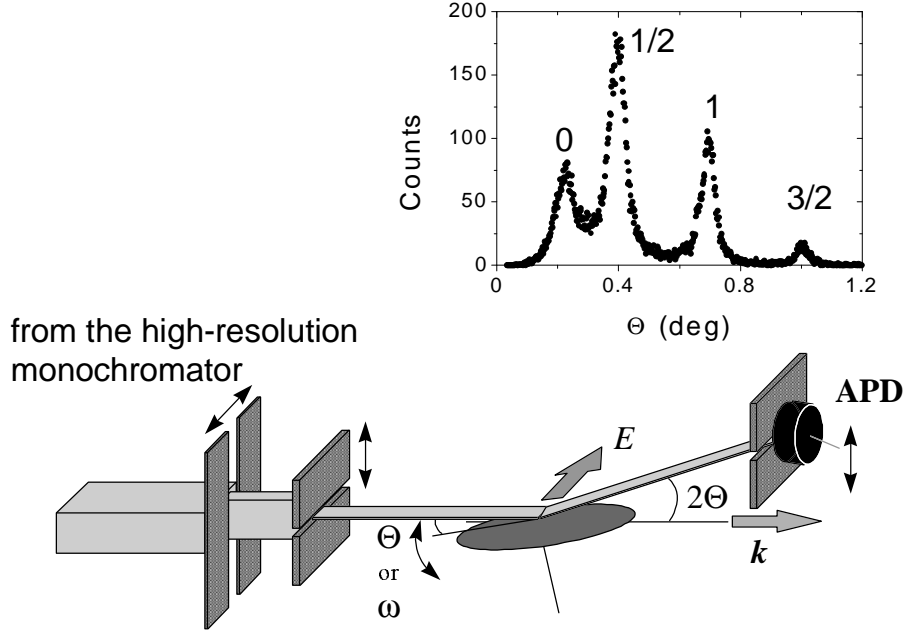 200
150
100
50
0
Counts
0
1/2
1
3/2
0 0.4 0.8 1.2
Θ (deg)
from the high-resolution
monochromator
APD
E
2Θ
k
Θ
or
ω